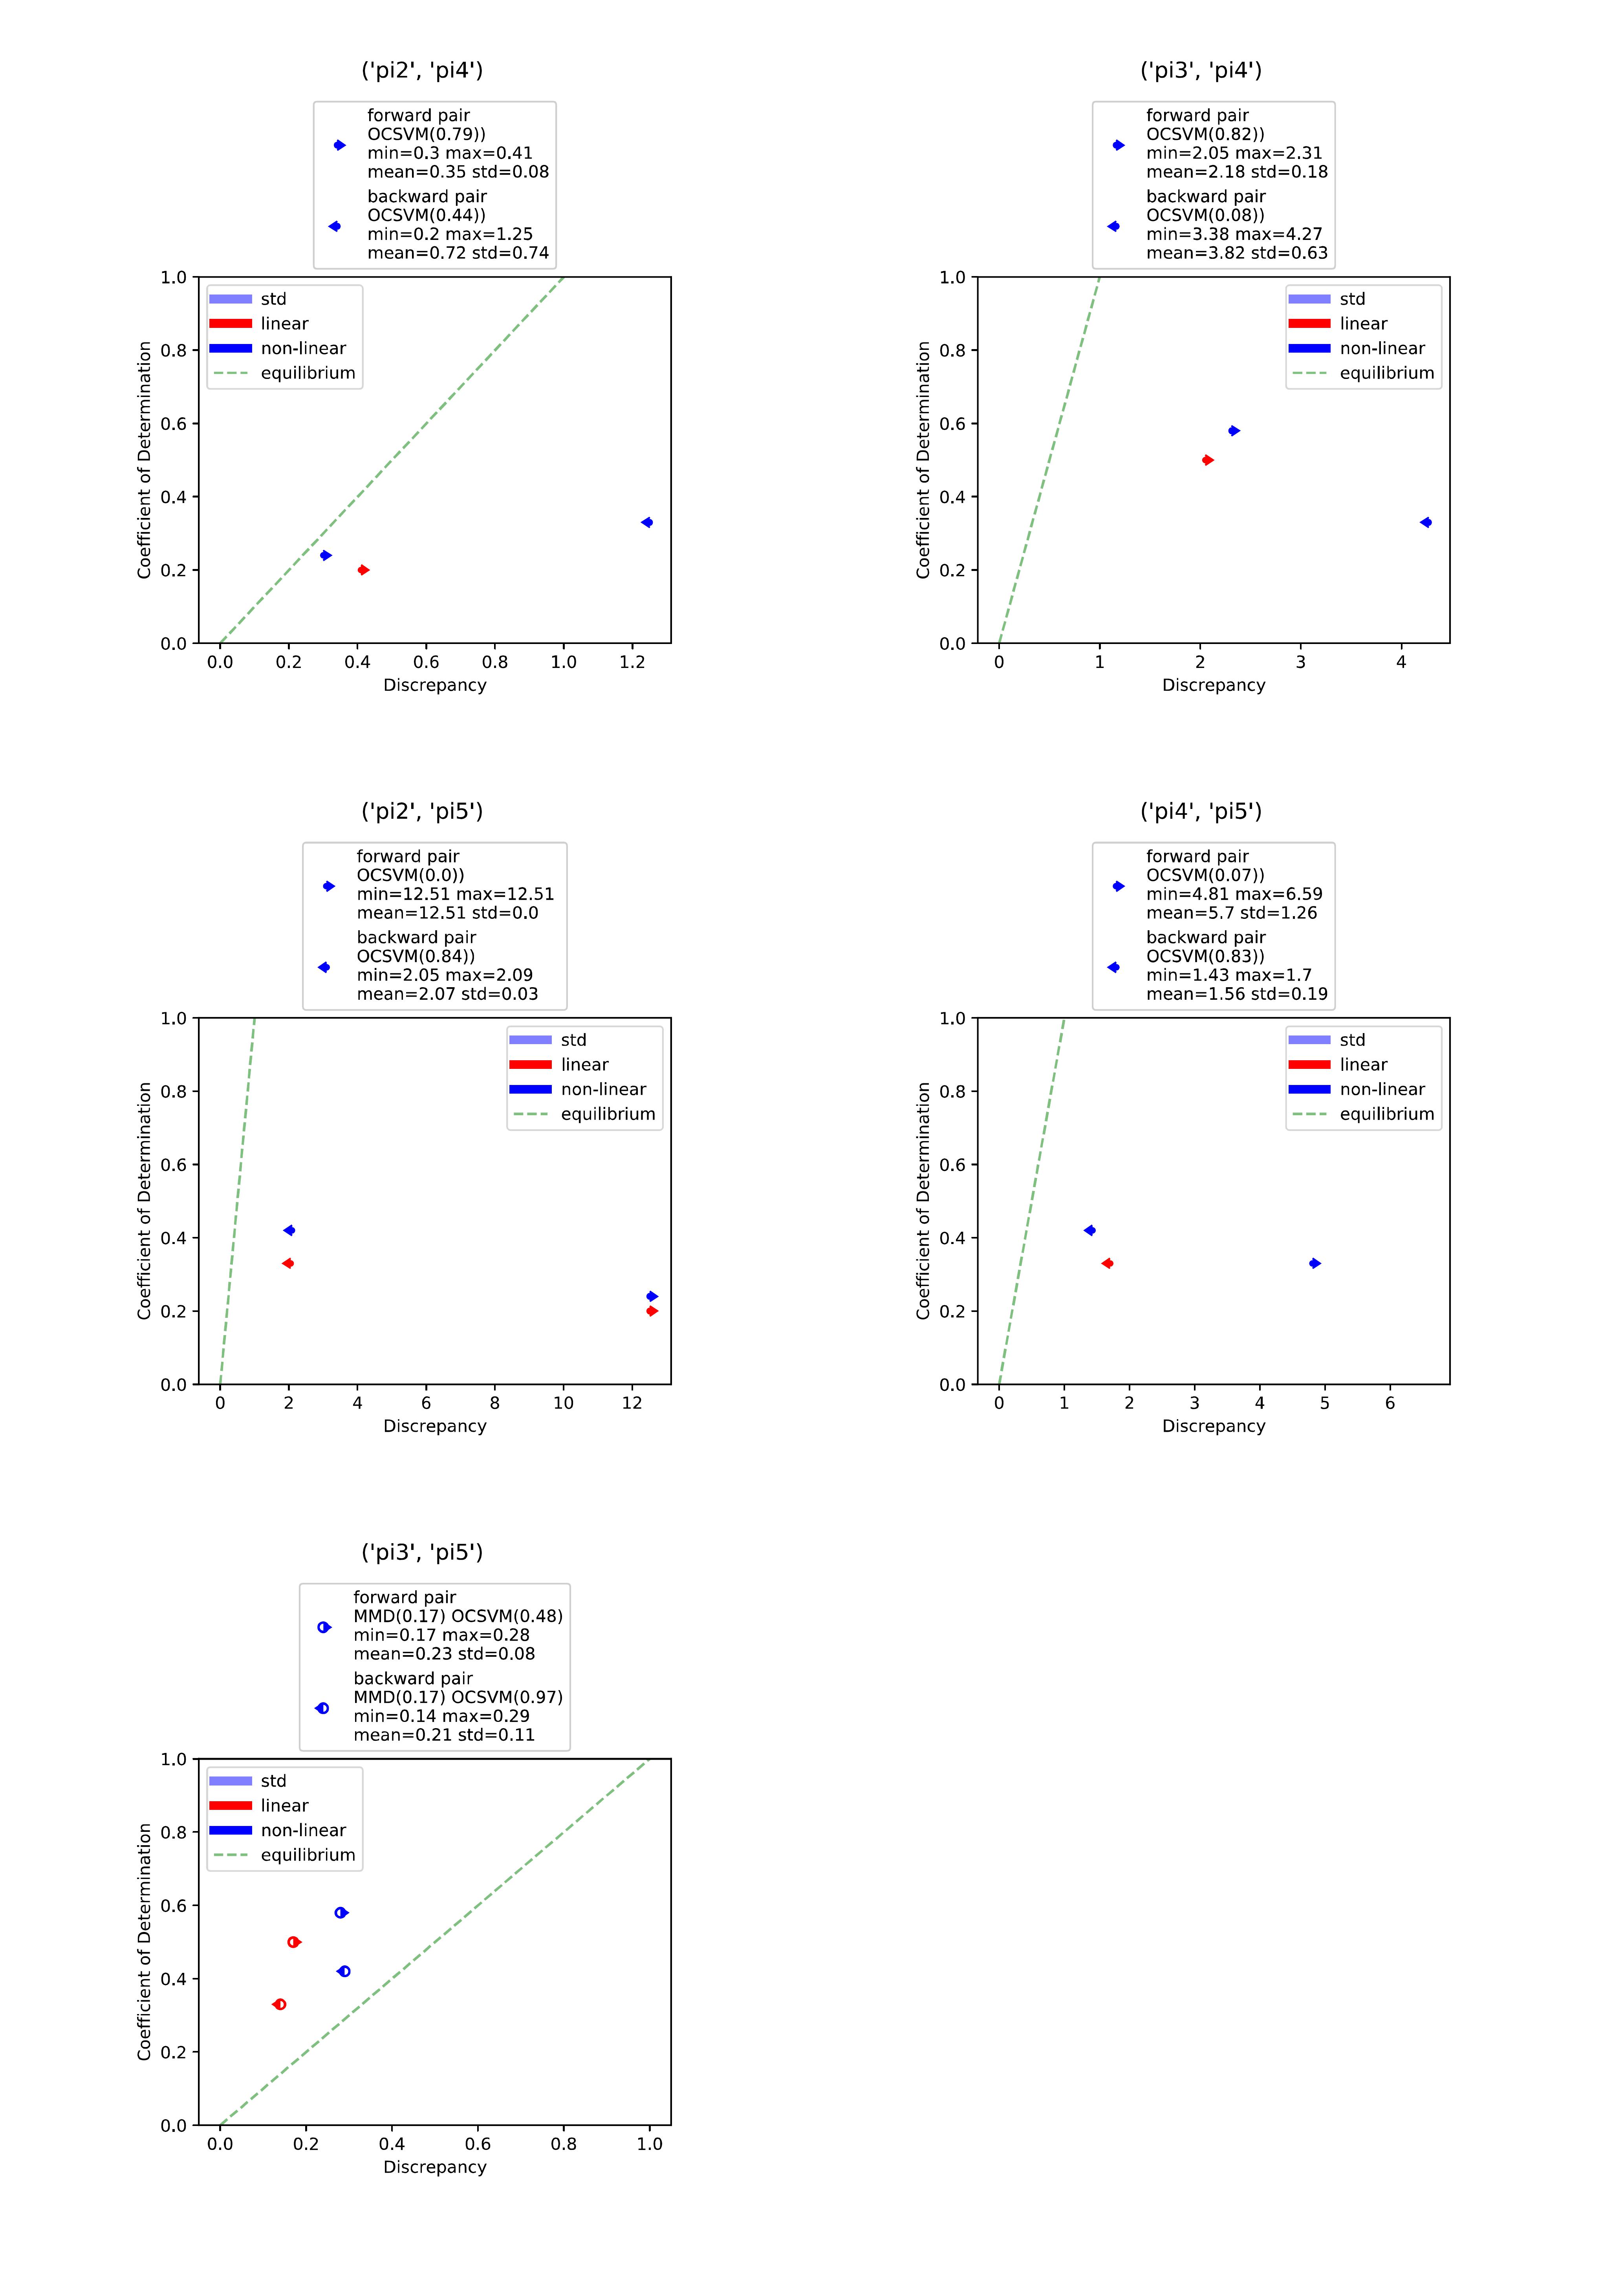 ('pi2', 'pi4')
forward pair
OCSVM(0.79))
min=0.3 max=0.41
mean=0.35 std=0.08
backward pair
OCSVM(0.44))
min=0.2 max=1.25
mean=0.72 std=0.74
std
linear
non-linear
equilibrium
1.0
0.8
0.6
0.4
0.2
0.0
Coefficient of Determination
0.0 0.2 0.4 0.6 0.8 1.0 1.2
Discrepancy
('pi3', 'pi4')
forward pair
OCSVM(0.82))
min=2.05 max=2.31
mean=2.18 std=0.18
backward pair
OCSVM(0.08))
min=3.38 max=4.27
mean=3.82 std=0.63
std
linear
non-linear
equilibrium
1.0
0.8
0.6
0.4
0.2
0.0
Coefficient of Determination
0 1 2 3 4
Discrepancy
('pi2', 'pi5')
forward pair
OCSVM(0.0))
min=12.51 max=12.51
mean=12.51 std=0.0
backward pair
OCSVM(0.84))
min=2.05 max=2.09
mean=2.07 std=0.03
std
linear
non-linear
equilibrium
1.0
0.8
0.6
0.4
0.2
0.0
Coefficient of Determination
0 2 4 6 8 10 12
Discrepancy
('pi4', 'pi5')
forward pair
OCSVM(0.07))
min=4.81 max=6.59
mean=5.7 std=1.26
backward pair
OCSVM(0.83))
min=1.43 max=1.7
mean=1.56 std=0.19
std
linear
non-linear
equilibrium
1.0
0.8
0.6
0.4
0.2
0.0
Coefficient of Determination
0 1 2 3 4 5 6
Discrepancy
('pi3', 'pi5')
forward pair
MMD(0.17) OCSVM(0.48)
min=0.17 max=0.28
mean=0.23 std=0.08
backward pair
MMD(0.17) OCSVM(0.97)
min=0.14 max=0.29
mean=0.21 std=0.11
std
linear
non-linear
equilibrium
1.0
0.8
0.6
0.4
0.2
0.0
Coefficient of Determination
0.0 0.2 0.4 0.6 0.8 1.0
Discrepancy